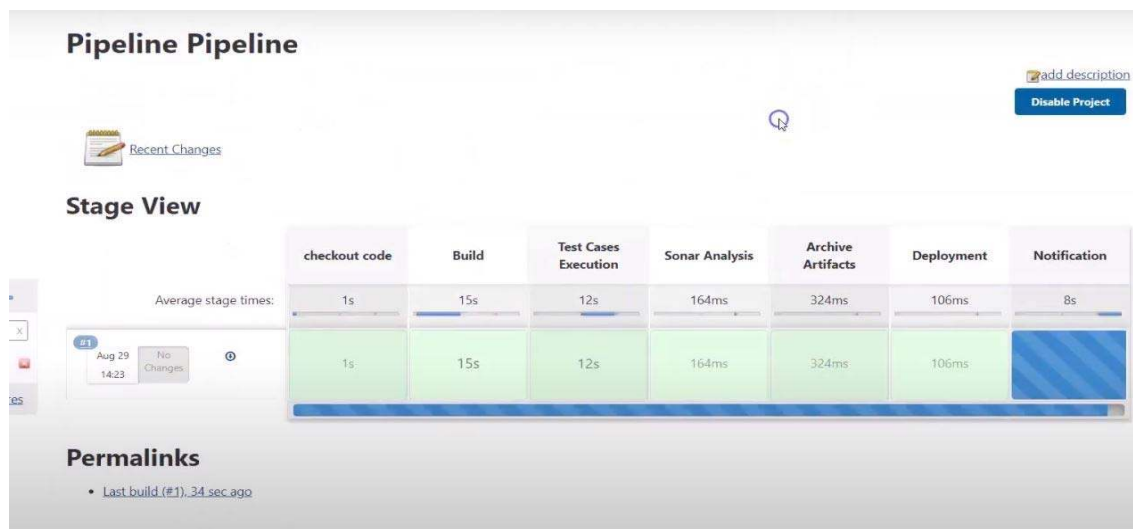 Pipeline Pipeline
add description
Disable Project
Recent Changes
Stage View
checkout code Build Test Cases Execution Sonar Analysis Archive Artifacts Deployment Notification
Average stage times: 1s 15s 12s 164ms 324ms 106ms 8s
#1
Aug 29 14:23 No Changes 1s 15s 12s 164ms 324ms 106ms
x
Permalinks
Last build (#1), 34 sec ago